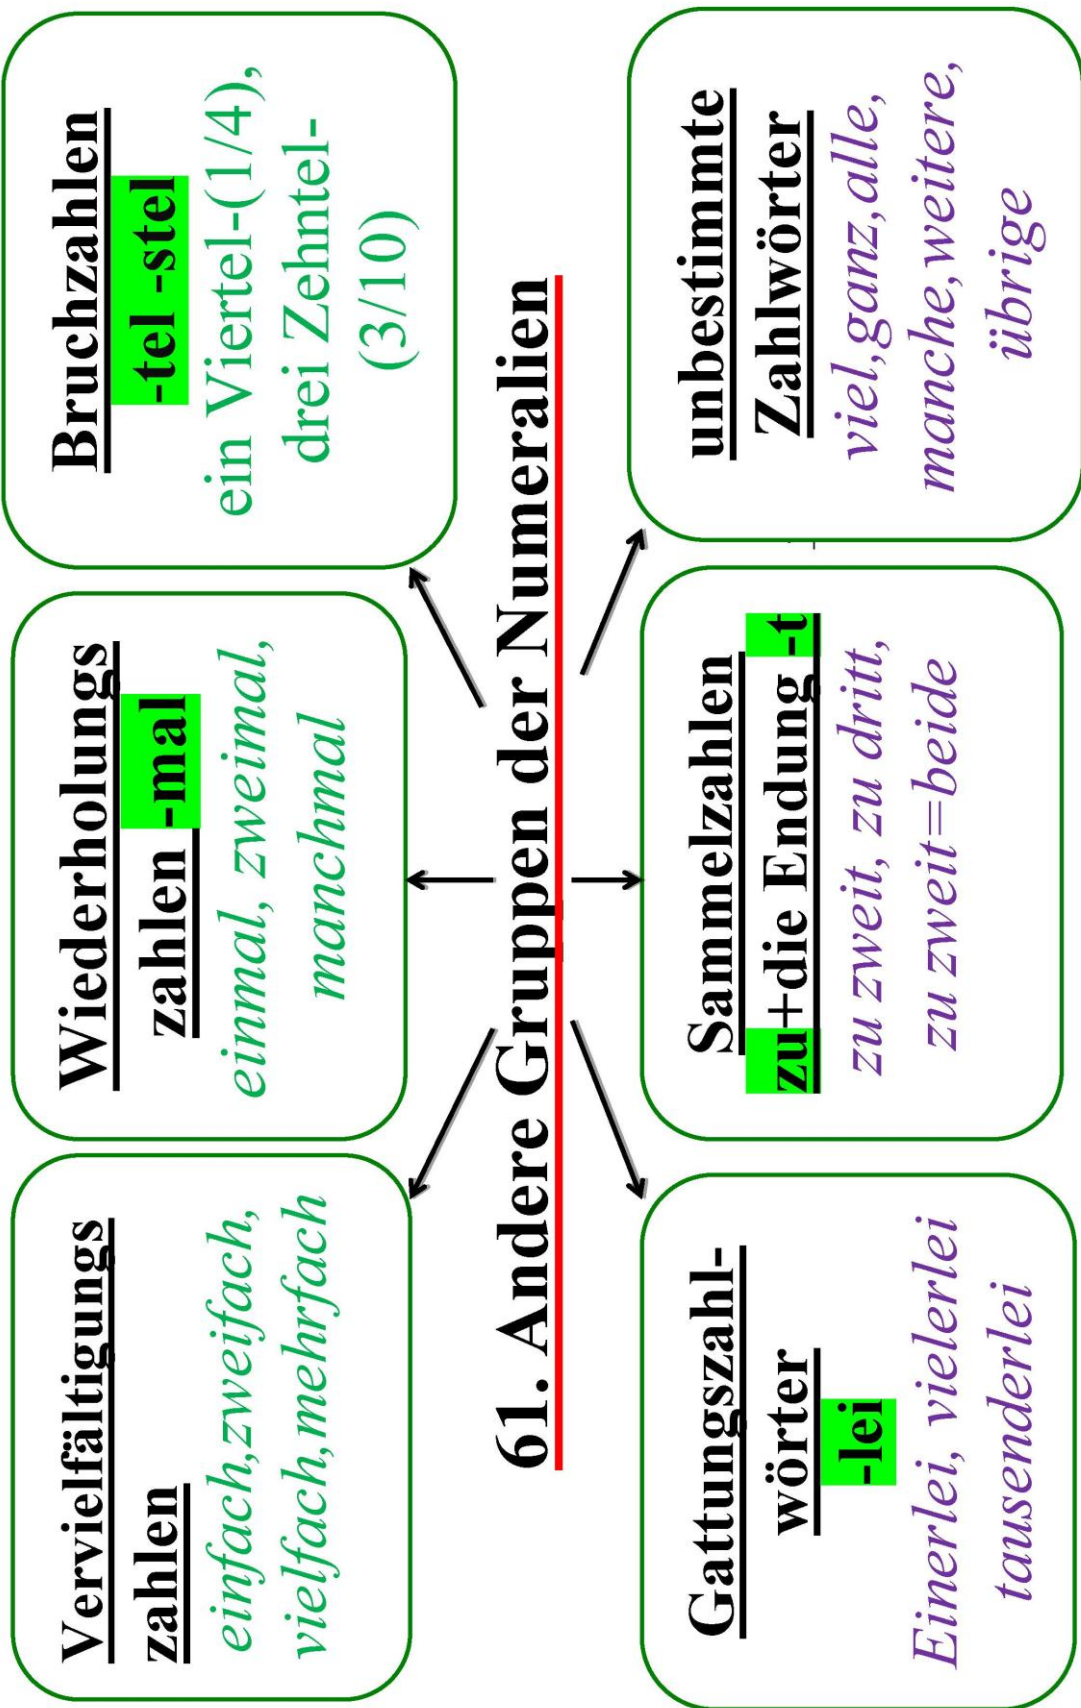 Vervielfältigungs
zahlen
einfach,zweifach,
vielfach,mehrfach
Wiederholungs
zahlen -mal
einmal, zweimal,
manchmal
Bruchzahlen
-tel -stel
ein Viertel-(1/4),
drei Zehntel-
(3/10)
61. Andere Gruppen der Numeralien
Gattungszahl-
wörter
-lei
Einerlei, vielerlei
tausenderlei
Sammelzahlen
zu+die Endung -t
zu zweit, zu dritt,
zu zweit=beide
unbestimmte
Zahlwörter
viel,ganz,alle,
manche,weitere,
übrige